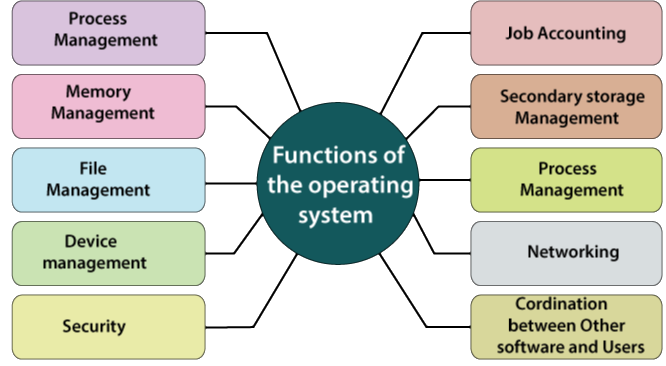 Process
Management
Memory
Management
File
Management
Device
management
Security
Functions of
the operating
system
Job Accounting
Secondary storage
Management
Process
Management
Networking
Cordination
between Other
software and Users